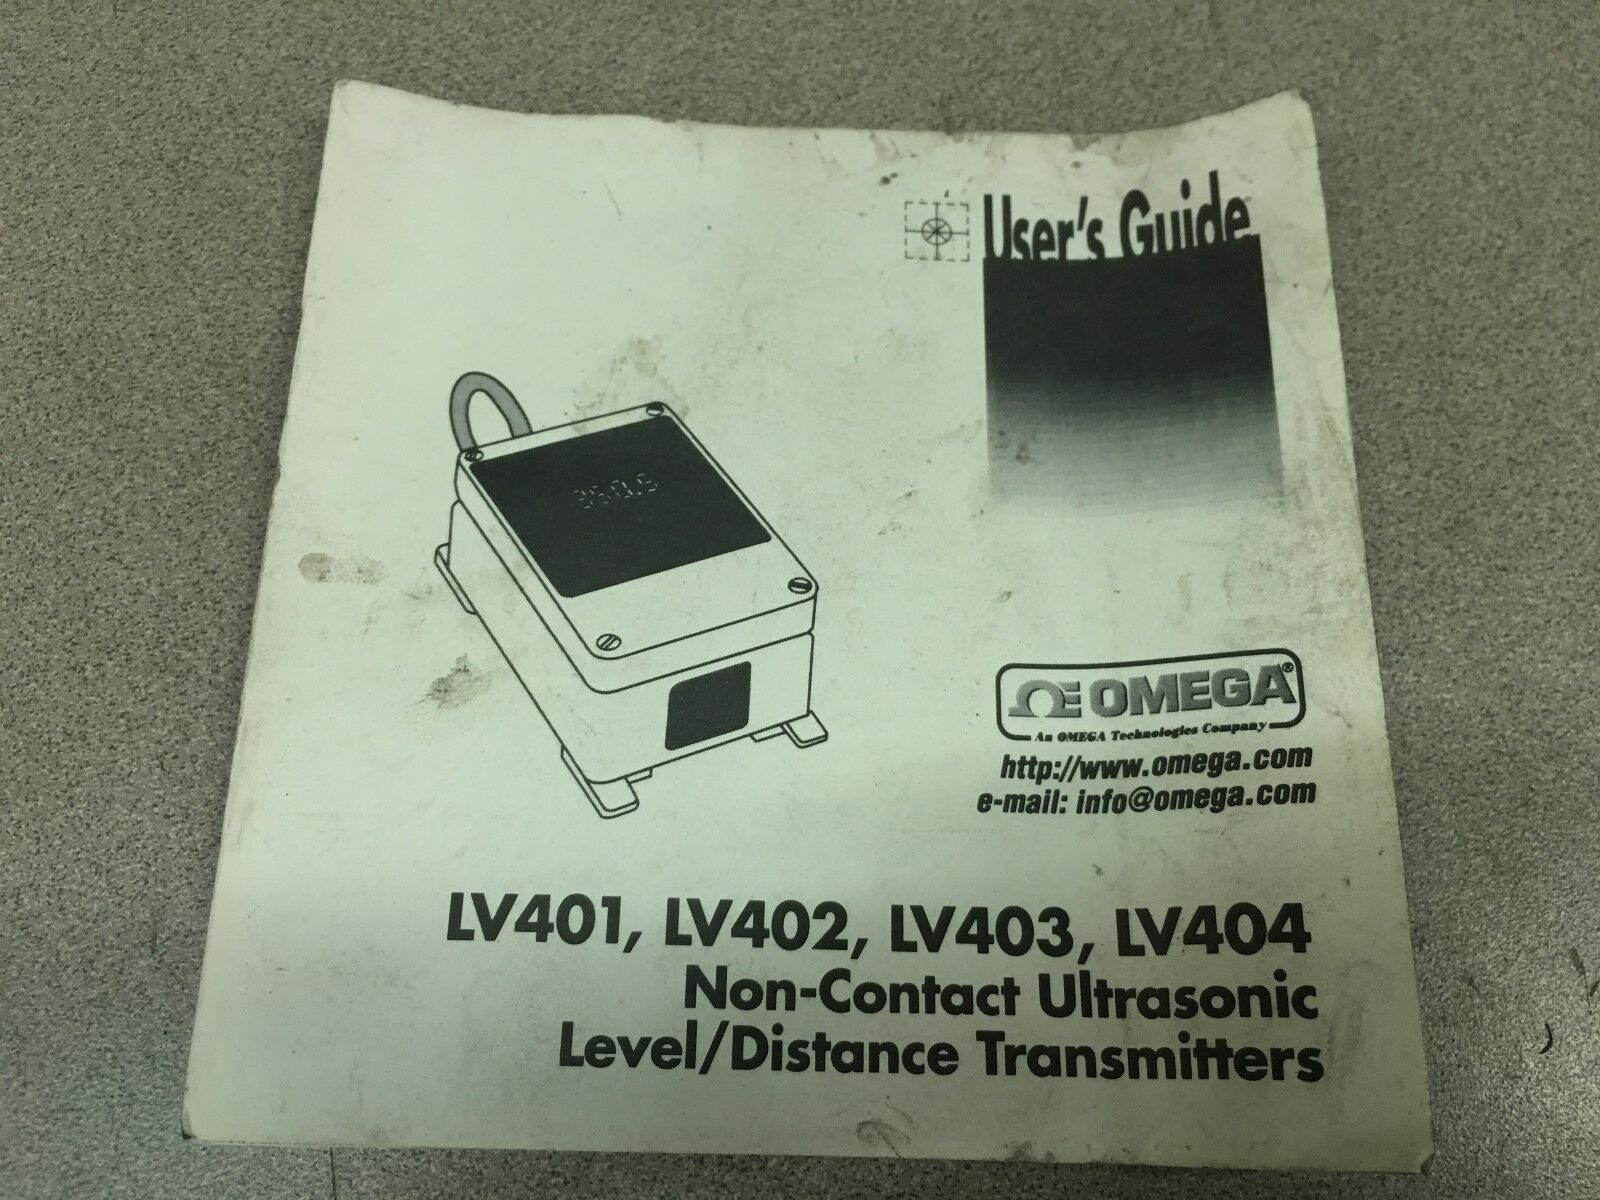 User's Guide
ΩE OMEGA®
An OMEGA Technologies Company
http://www.omega.com
e-mail: info@omega.com
LV401, LV402, LV403, LV404
Non-Contact Ultrasonic
Level/Distance Transmitters